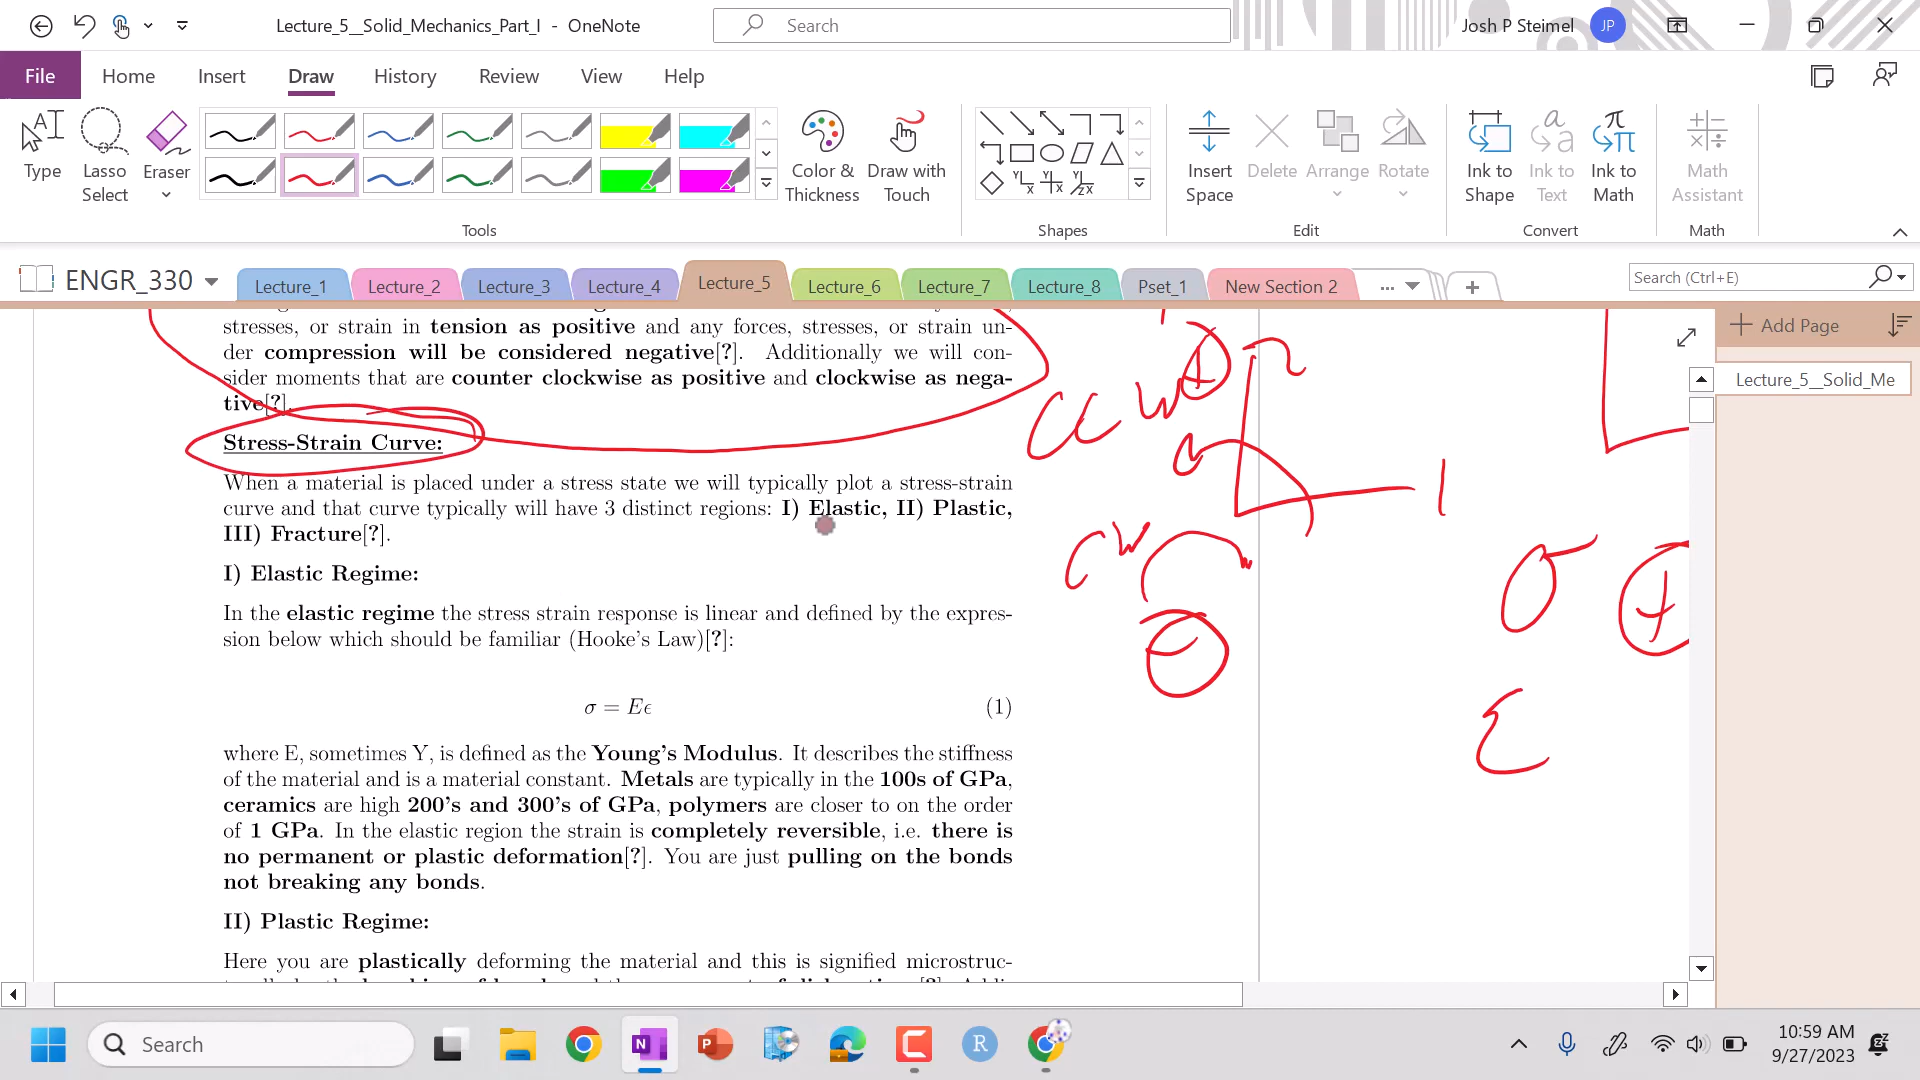 Lecture_5__Solid_Mechanics_Part_I - OneNote
Search
Josh P Steimel
JP
File
Home
Insert
Draw
History
Review
View
Help
Type
Lasso
Select
Eraser
Color &
Thickness
Draw with
Touch
Insert
Space
Delete
Arrange
Rotate
Ink to
Shape
Ink to
Text
Ink to
Math
Math
Assistant
Tools
Shapes
Edit
Convert
Math
ENGR_330
Lecture_1
Lecture_2
Lecture_3
Lecture_4
Lecture_5
Lecture_6
Lecture_7
Lecture_8
Pset_1
New Section 2
...
Search (Ctrl+E)
Add Page
Lecture_5__Solid_Me
stresses, or strain in tension as positive and any forces, stresses, or strain un-
der compression will be considered negative[?]. Additionally we will con-
sider moments that are counter clockwise as positive and clockwise as nega-
tive[?].
Stress-Strain Curve:
When a material is placed under a stress state we will typically plot a stress-strain
curve and that curve typically will have 3 distinct regions: I) Elastic, II) Plastic,
III) Fracture[?].
I) Elastic Regime:
In the elastic regime the stress strain response is linear and defined by the expres-
sion below which should be familiar (Hooke's Law)[?]:
σ = Eϵ (1)
where E, sometimes Y, is defined as the Young's Modulus. It describes the stiffness
of the material and is a material constant. Metals are typically in the 100s of GPa,
ceramics are high 200's and 300's of GPa, polymers are closer to on the order
of 1 GPa. In the elastic region the strain is completely reversible, i.e. there is
no permanent or plastic deformation[?]. You are just pulling on the bonds
not breaking any bonds.
II) Plastic Regime:
Here you are plastically deforming the material and this is signified microstruc-
CCW +
2
1
CW
−
σ +
ε
Search
10:59 AM
9/27/2023